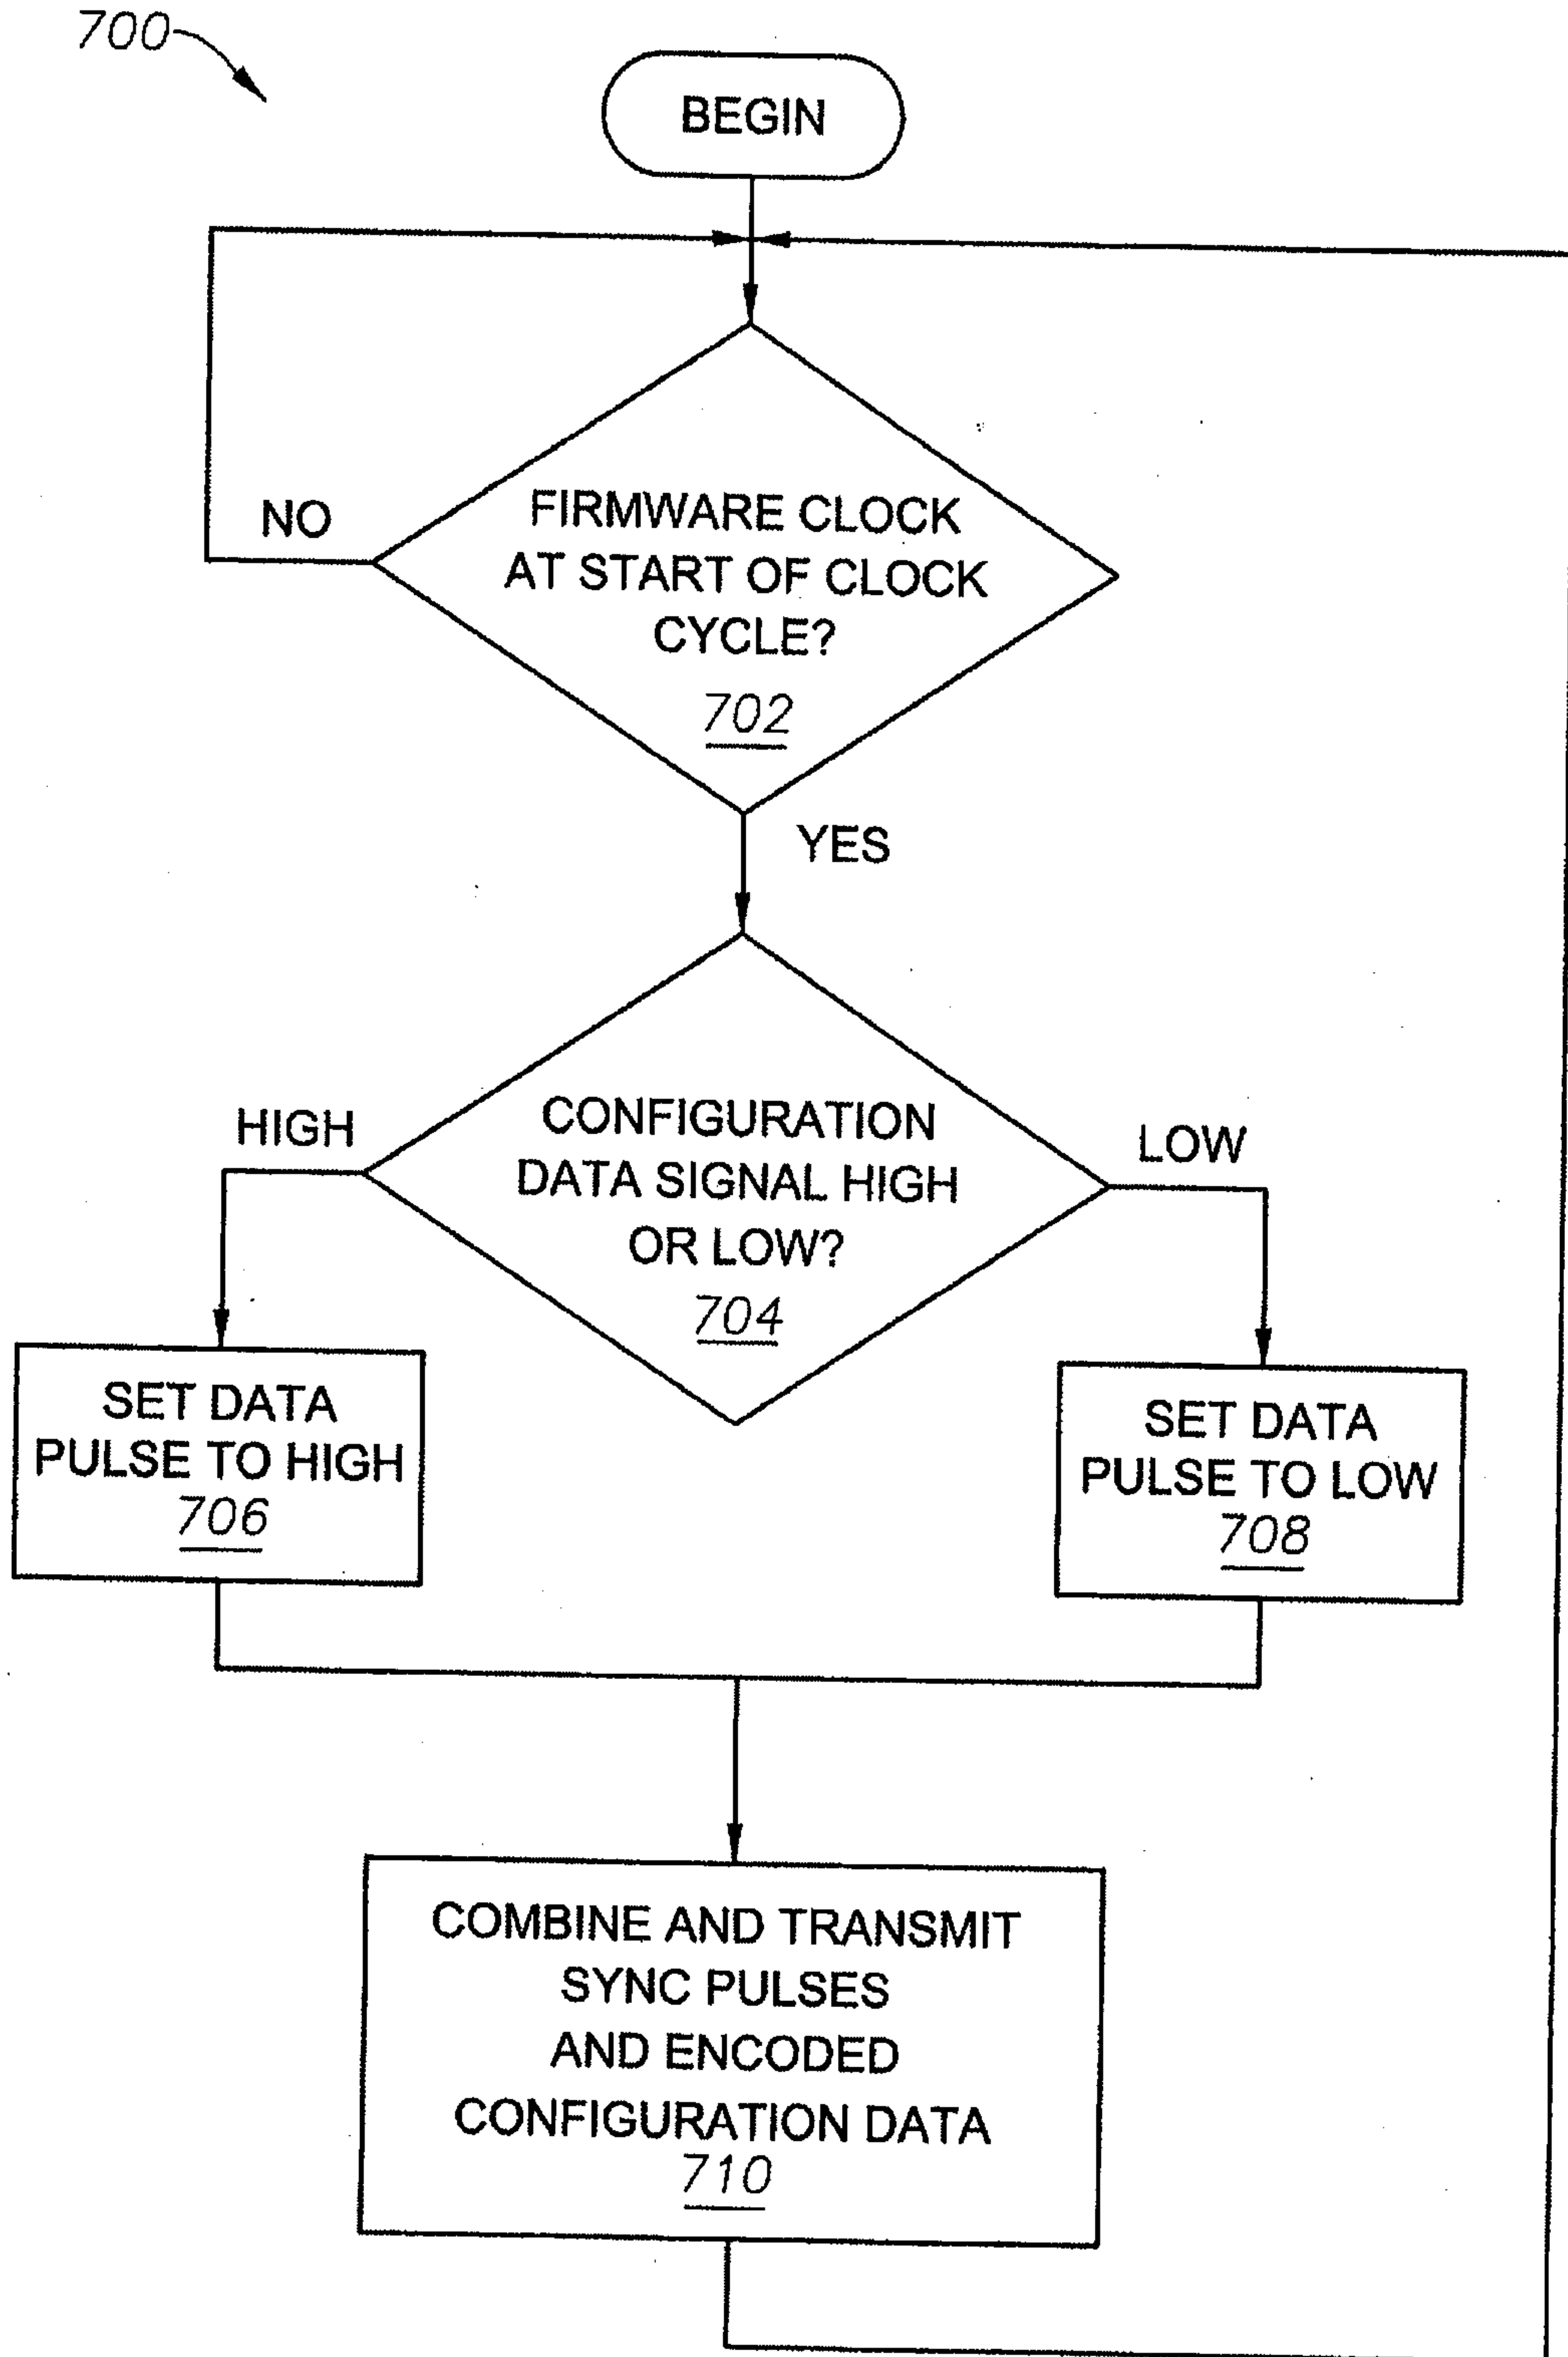 700
BEGIN
NO
FIRMWARE CLOCK
AT START OF CLOCK
CYCLE?
702
YES
HIGH
CONFIGURATION
DATA SIGNAL HIGH
OR LOW?
704
LOW
SET DATA
PULSE TO HIGH
706
SET DATA
PULSE TO LOW
708
COMBINE AND TRANSMIT
SYNC PULSES
AND ENCODED
CONFIGURATION DATA
710